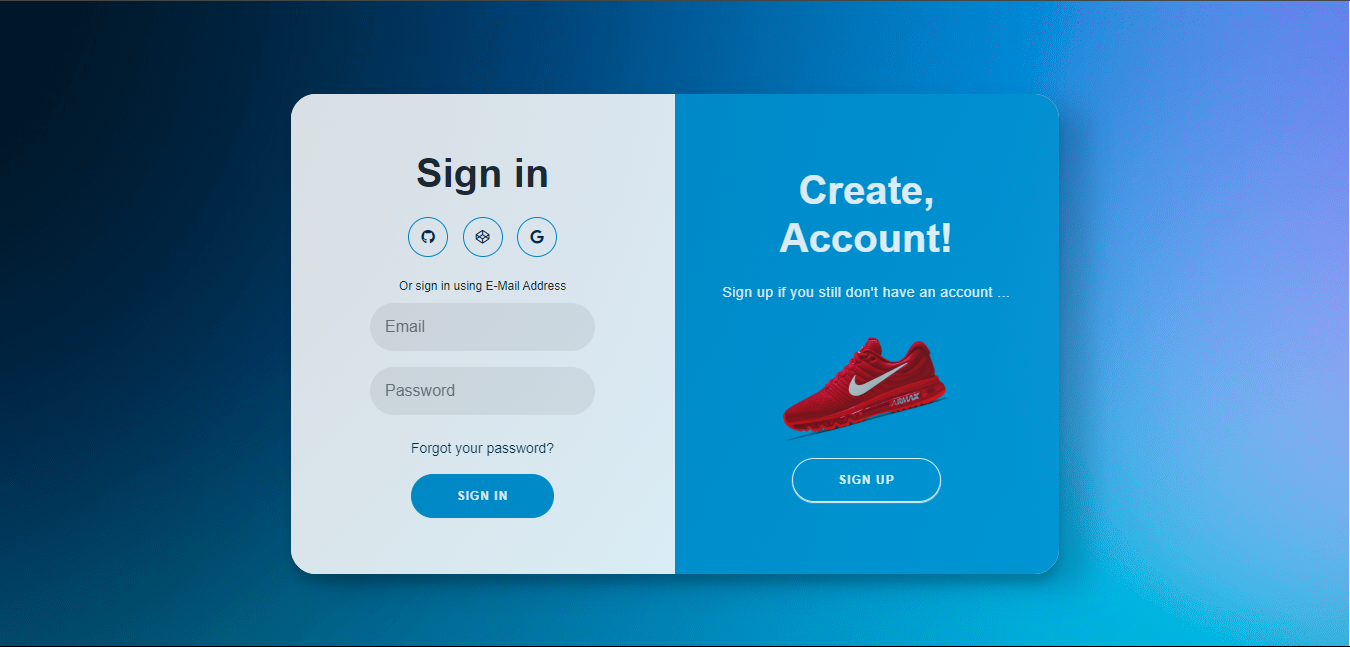 Sign in
Or sign in using E-Mail Address
Email
Password
Forgot your password?
SIGN IN
Create,
Account!
Sign up if you still don't have an account ...
AIRMAX
SIGN UP